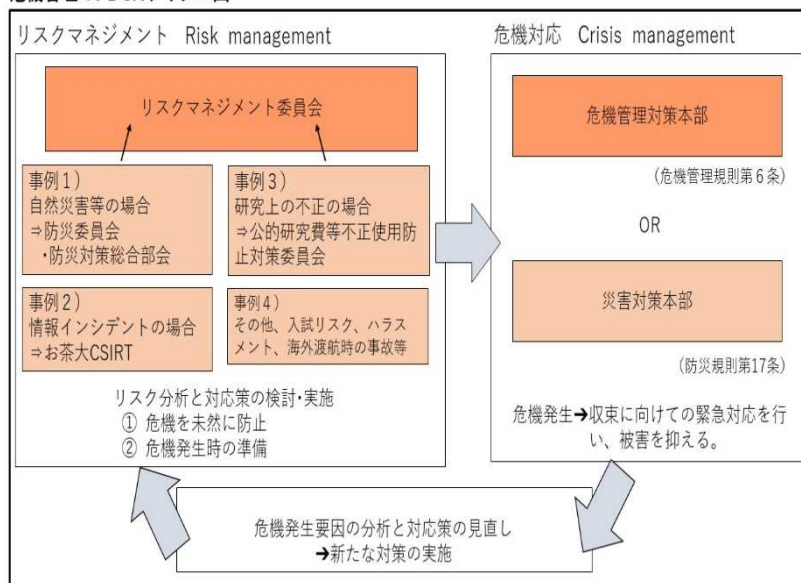 リスクマネジメント Risk management
リスクマネジメント委員会
事例１）
自然災害等の場合
⇒防災委員会
・防災対策総合部会
事例３）
研究上の不正の場合
⇒公的研究費等不正使用防
止対策委員会
事例２）
情報インシデントの場合
⇒お茶大CSIRT
事例４）
その他、入試リスク、ハラス
メント、海外渡航時の事故等
リスク分析と対応策の検討・実施
① 危機を未然に防止
② 危機発生時の準備
危機対応 Crisis management
危機管理対策本部
(危機管理規則第６条)
OR
災害対策本部
(防災規則第17条)
危機発生➔収束に向けての緊急対応を行
い、被害を抑える。
危機発生要因の分析と対応策の見直し
➔新たな対策の実施